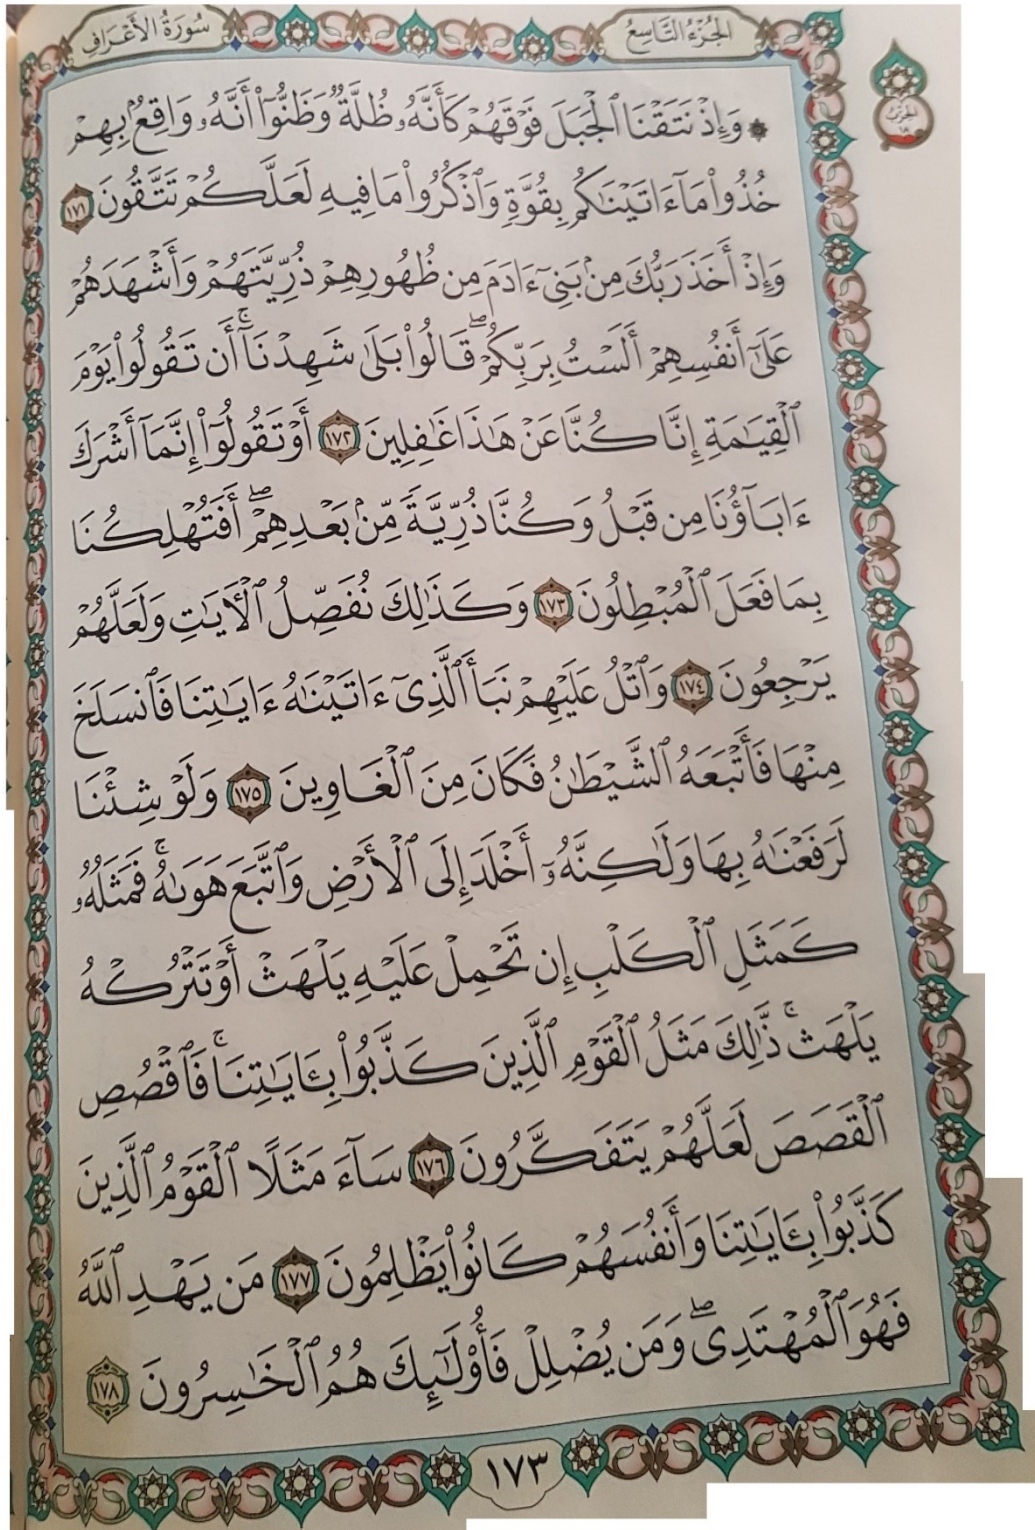 سورة الأعراف
الجزء التاسع
الحزب
١٨
۞ وَإِذْ نَتَقْنَا ٱلْجَبَلَ فَوْقَهُمْ كَأَنَّهُۥ ظُلَّةٌ وَظَنُّوٓا۟ أَنَّهُۥ وَاقِعٌۢ بِهِمْ
خُذُوا۟ مَآ ءَاتَيْنَـٰكُم بِقُوَّةٍ وَٱذْكُرُوا۟ مَا فِيهِ لَعَلَّكُمْ تَتَّقُونَ ١٧١
وَإِذْ أَخَذَ رَبُّكَ مِنۢ بَنِىٓ ءَادَمَ مِن ظُهُورِهِمْ ذُرِّيَّتَهُمْ وَأَشْهَدَهُمْ
عَلَىٰٓ أَنفُسِهِمْ أَلَسْتُ بِرَبِّكُمْ ۖ قَالُوا۟ بَلَىٰ شَهِدْنَآ ۛ أَن تَقُولُوا۟ يَوْمَ
ٱلْقِيَـٰمَةِ إِنَّا كُنَّا عَنْ هَـٰذَا غَـٰفِلِينَ ١٧٢ أَوْ تَقُولُوٓا۟ إِنَّمَآ أَشْرَكَ
ءَابَآؤُنَا مِن قَبْلُ وَكُنَّا ذُرِّيَّةً مِّنۢ بَعْدِهِمْ ۖ أَفَتُهْلِكُنَا
بِمَا فَعَلَ ٱلْمُبْطِلُونَ ١٧٣ وَكَذَٰلِكَ نُفَصِّلُ ٱلْـَٔايَـٰتِ وَلَعَلَّهُمْ
يَرْجِعُونَ ١٧٤ وَٱتْلُ عَلَيْهِمْ نَبَأَ ٱلَّذِىٓ ءَاتَيْنَـٰهُ ءَايَـٰتِنَا فَٱنسَلَخَ
مِنْهَا فَأَتْبَعَهُ ٱلشَّيْطَـٰنُ فَكَانَ مِنَ ٱلْغَاوِينَ ١٧٥ وَلَوْ شِئْنَا
لَرَفَعْنَـٰهُ بِهَا وَلَـٰكِنَّهُۥٓ أَخْلَدَ إِلَى ٱلْأَرْضِ وَٱتَّبَعَ هَوَىٰهُ ۚ فَمَثَلُهُۥ
كَمَثَلِ ٱلْكَلْبِ إِن تَحْمِلْ عَلَيْهِ يَلْهَثْ أَوْ تَتْرُكْهُ
يَلْهَث ۚ ذَّٰلِكَ مَثَلُ ٱلْقَوْمِ ٱلَّذِينَ كَذَّبُوا۟ بِـَٔايَـٰتِنَا ۚ فَٱقْصُصِ
ٱلْقَصَصَ لَعَلَّهُمْ يَتَفَكَّرُونَ ١٧٦ سَآءَ مَثَلًا ٱلْقَوْمُ ٱلَّذِينَ
كَذَّبُوا۟ بِـَٔايَـٰتِنَا وَأَنفُسَهُمْ كَانُوا۟ يَظْلِمُونَ ١٧٧ مَن يَهْدِ ٱللَّهُ
فَهُوَ ٱلْمُهْتَدِى ۖ وَمَن يُضْلِلْ فَأُو۟لَـٰٓئِكَ هُمُ ٱلْخَـٰسِرُونَ ١٧٨
١٧٣